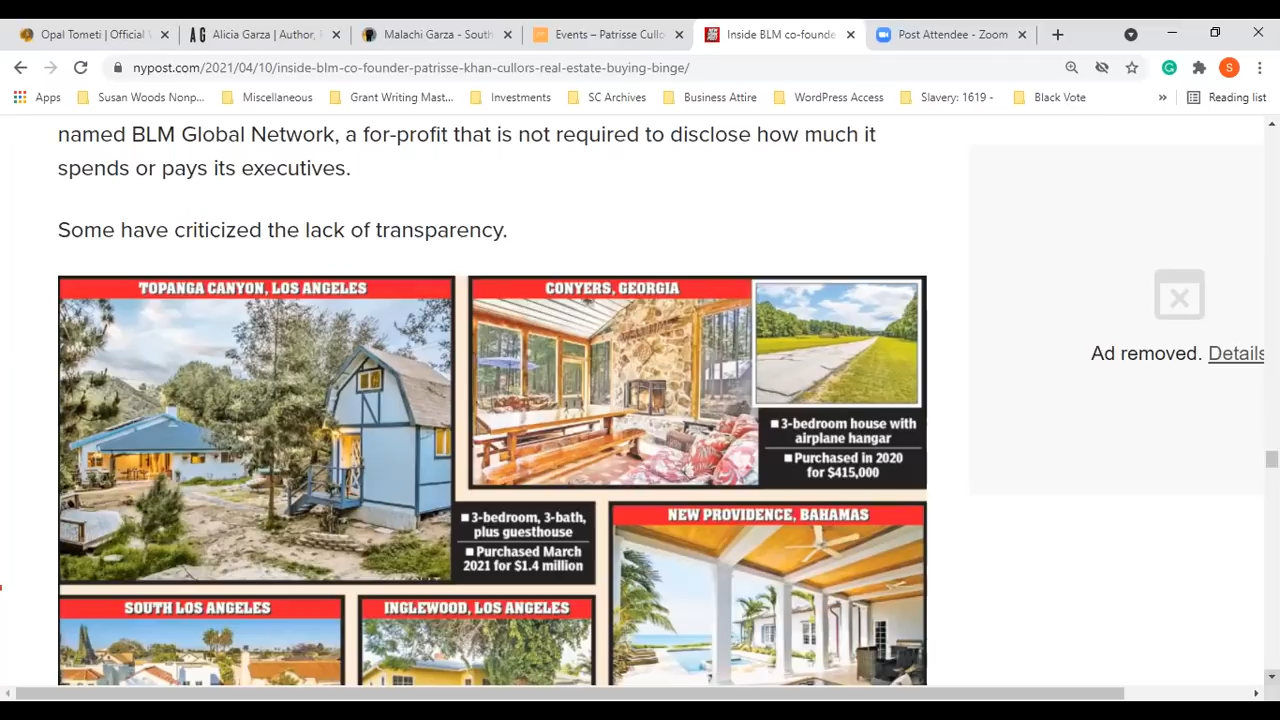 Opal Tometi | Official
Alicia Garza | Author,
Malachi Garza - South
Events – Patrisse Cullo
Inside BLM co-founde
Post Attendee - Zoom
nypost.com/2021/04/10/inside-blm-co-founder-patrisse-khan-cullors-real-estate-buying-binge/
S
Apps
Susan Woods Nonp...
Miscellaneous
Grant Writing Mast...
Investments
SC Archives
Business Attire
WordPress Access
Slavery: 1619 -
Black Vote
»
Reading list
named BLM Global Network, a for-profit that is not required to disclose how much it
spends or pays its executives.
Some have criticized the lack of transparency.
Ad removed. Details
TOPANGA CANYON, LOS ANGELES
3-bedroom, 3-bath,
plus guesthouse
Purchased March
2021 for $1.4 million
CONYERS, GEORGIA
3-bedroom house with
airplane hangar
Purchased in 2020
for $415,000
NEW PROVIDENCE, BAHAMAS
SOUTH LOS ANGELES
INGLEWOOD, LOS ANGELES